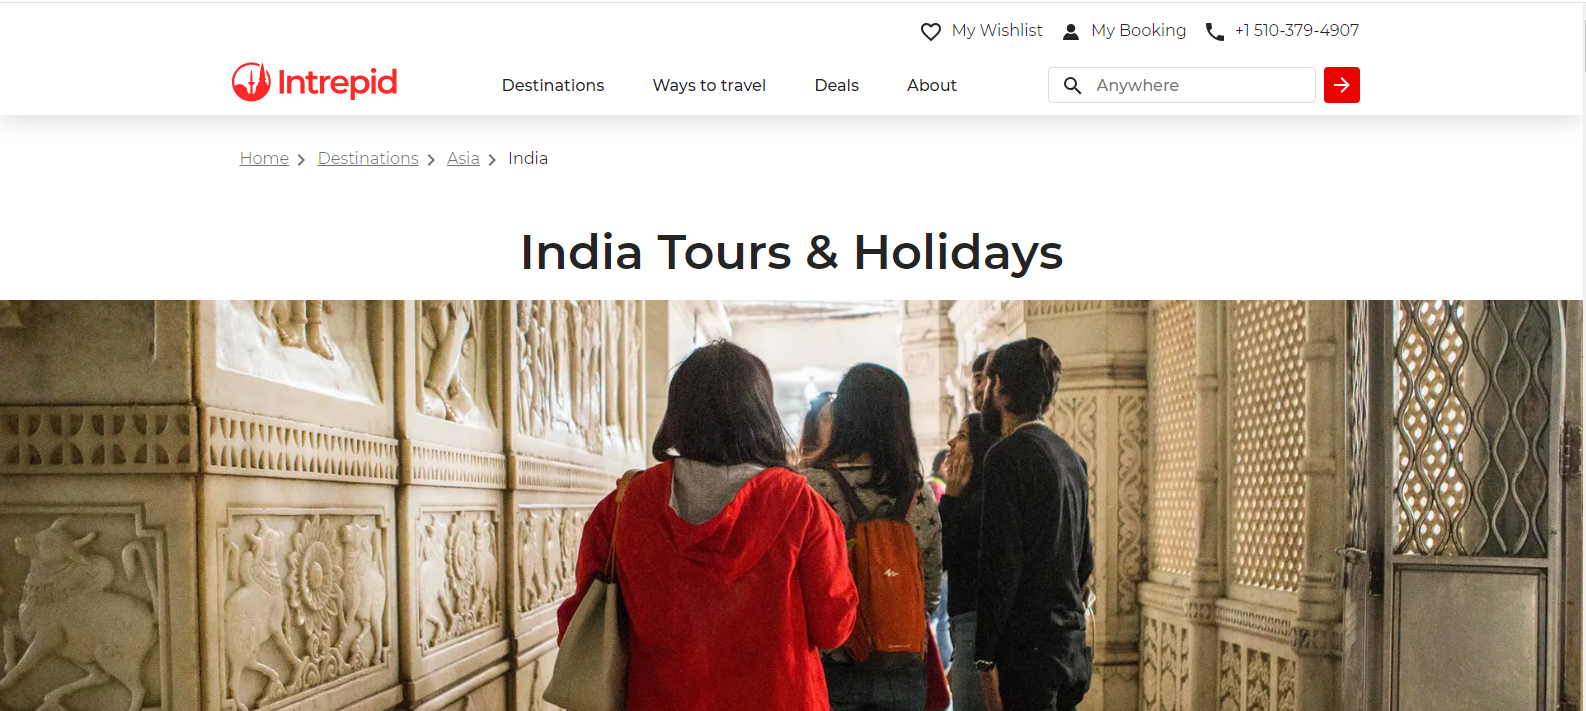 My Wishlist My Booking +1 510-379-4907
Intrepid Destinations Ways to travel Deals About Anywhere
Home Destinations Asia India
India Tours & Holidays